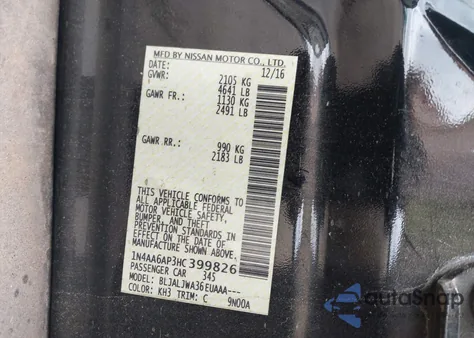 MFD BY NISSAN MOTOR CO., LTD.
DATE: 12/16
GVWR: 2105 KG
4641 LB
GAWR FR.: 1130 KG
2491 LB
GAWR RR.: 990 KG
2183 LB
THIS VEHICLE CONFORMS TO
ALL APPLICABLE FEDERAL
MOTOR VEHICLE SAFETY,
BUMPER, AND THEFT
PREVENTION STANDARDS IN
EFFECT ON THE DATE OF
MANUFACTURE SHOWN ABOVE.
1N4AA6AP3HC399826
PASSENGER CAR 345
MODEL: BLJALJWA36EUAAA---
COLOR: KH3 TRIM: C 9N00A
autoSnap